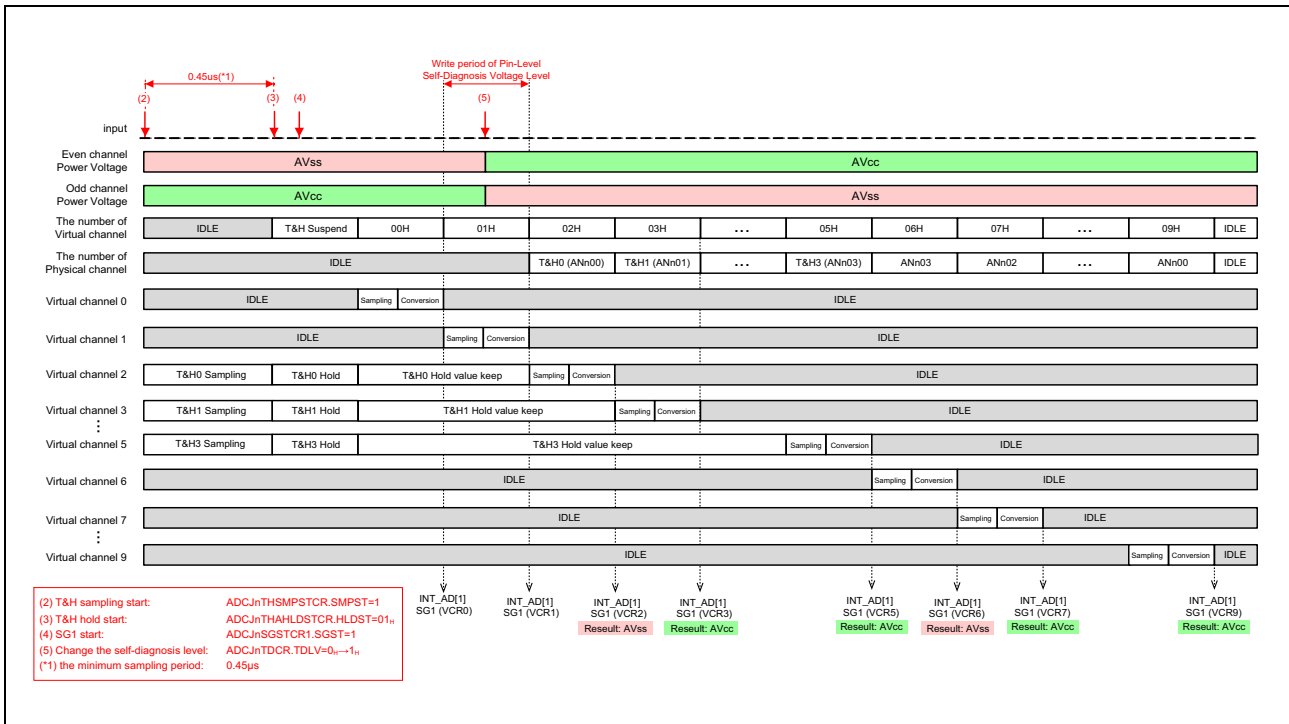 Write period of Pin-Level
Self-Diagnosis Voltage Level
0.45us(*1)
(2)
(3)
(4)
(5)
input
Even channel
Power Voltage
AVss
AVcc
Odd channel
Power Voltage
AVcc
AVss
The number of
Virtual channel
IDLE
T&H Suspend
00H
01H
02H
03H
...
05H
06H
07H
...
09H
IDLE
The number of
Physical channel
IDLE
T&H0 (ANn00)
T&H1 (ANn01)
...
T&H3 (ANn03)
ANn03
ANn02
...
ANn00
IDLE
Virtual channel 0
IDLE
Sampling
Conversion
IDLE
Virtual channel 1
IDLE
Sampling
Conversion
IDLE
Virtual channel 2
T&H0 Sampling
T&H0 Hold
T&H0 Hold value keep
Sampling
Conversion
IDLE
Virtual channel 3
T&H1 Sampling
T&H1 Hold
T&H1 Hold value keep
Sampling
Conversion
IDLE
Virtual channel 5
T&H3 Sampling
T&H3 Hold
T&H3 Hold value keep
Sampling
Conversion
IDLE
Virtual channel 6
IDLE
Sampling
Conversion
IDLE
Virtual channel 7
IDLE
Sampling
Conversion
IDLE
Virtual channel 9
IDLE
Sampling
Conversion
IDLE
INT_AD[1]
SG1 (VCR0)
INT_AD[1]
SG1 (VCR1)
INT_AD[1]
SG1 (VCR2)
Reseult: AVss
INT_AD[1]
SG1 (VCR3)
Reseult: AVcc
INT_AD[1]
SG1 (VCR5)
Reseult: AVcc
INT_AD[1]
SG1 (VCR6)
Reseult: AVss
INT_AD[1]
SG1 (VCR7)
Reseult: AVcc
INT_AD[1]
SG1 (VCR9)
Reseult: AVcc
(2) T&H sampling start: ADCJnTHSMPSTCR.SMPST=1
(3) T&H hold start: ADCJnTHAHLDSTCR.HLDST=01H
(4) SG1 start: ADCJnSGSTCR1.SGST=1
(5) Change the self-diagnosis level: ADCJnTDCR.TDLV=0H→1H
(*1) the minimum sampling period: 0.45μs